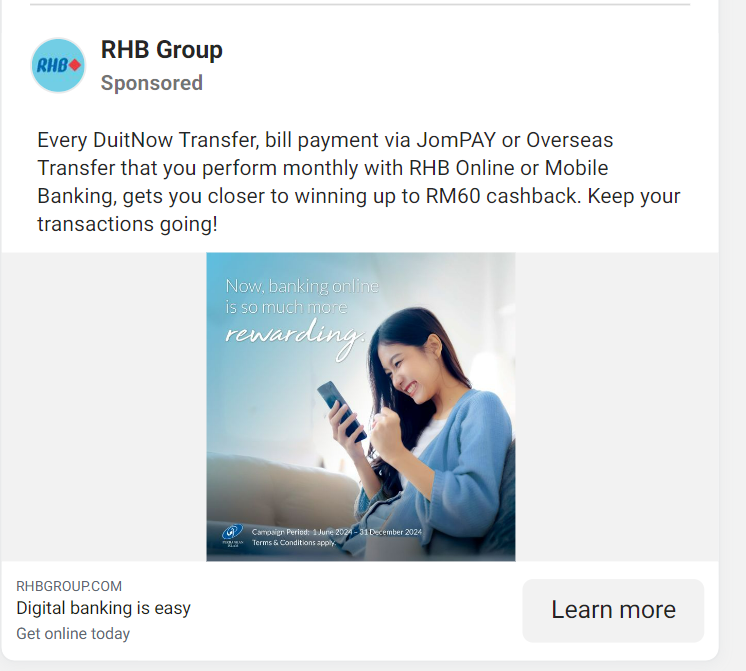 RHB
RHB Group
Sponsored
Every DuitNow Transfer, bill payment via JomPAY or Overseas
Transfer that you perform monthly with RHB Online or Mobile
Banking, gets you closer to winning up to RM60 cashback. Keep your
transactions going!
Now, banking online
is so much more
rewarding.
Campaign Period: 1 June 2024 – 31 December 2024
Terms & Conditions apply.
PERBANKAN
ISLAM
RHBGROUP.COM
Digital banking is easy
Get online today
Learn more